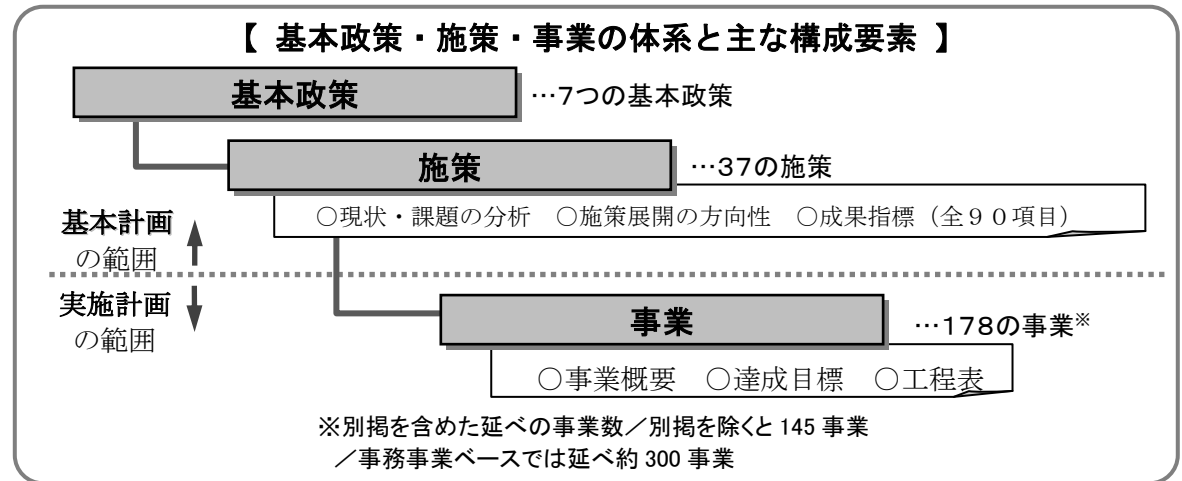 【 基本政策・施策・事業の体系と主な構成要素 】
基本政策 …7つの基本政策
施策 …37の施策
○現状・課題の分析 ○施策展開の方向性 ○成果指標（全９０項目）
基本計画
の範囲
実施計画
の範囲
事業 …178の事業※
○事業概要 ○達成目標 ○工程表
※別掲を含めた延べの事業数／別掲を除くと 145 事業
／事務事業ベースでは延べ約 300 事業